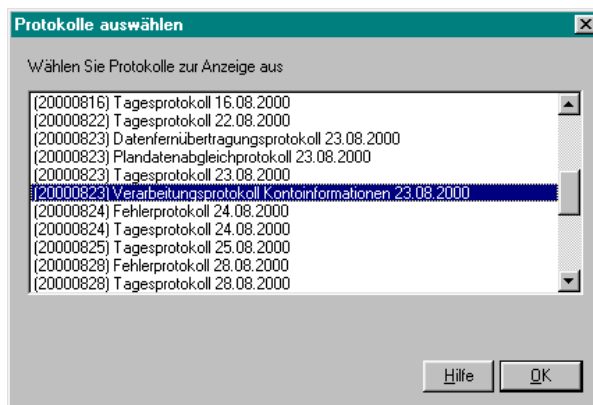 Protokolle auswählen
Wählen Sie Protokolle zur Anzeige aus
(20000816) Tagesprotokoll 16.08.2000
(20000822) Tagesprotokoll 22.08.2000
(20000823) Datenfernübertragungsprotokoll 23.08.2000
(20000823) Plandatenabgleichprotokoll 23.08.2000
(20000823) Tagesprotokoll 23.08.2000
(20000823) Verarbeitungsprotokoll Kontoinformationen 23.08.2000
(20000824) Fehlerprotokoll 24.08.2000
(20000824) Tagesprotokoll 24.08.2000
(20000825) Tagesprotokoll 25.08.2000
(20000828) Fehlerprotokoll 28.08.2000
(20000828) Tagesprotokoll 28.08.2000
Hilfe OK